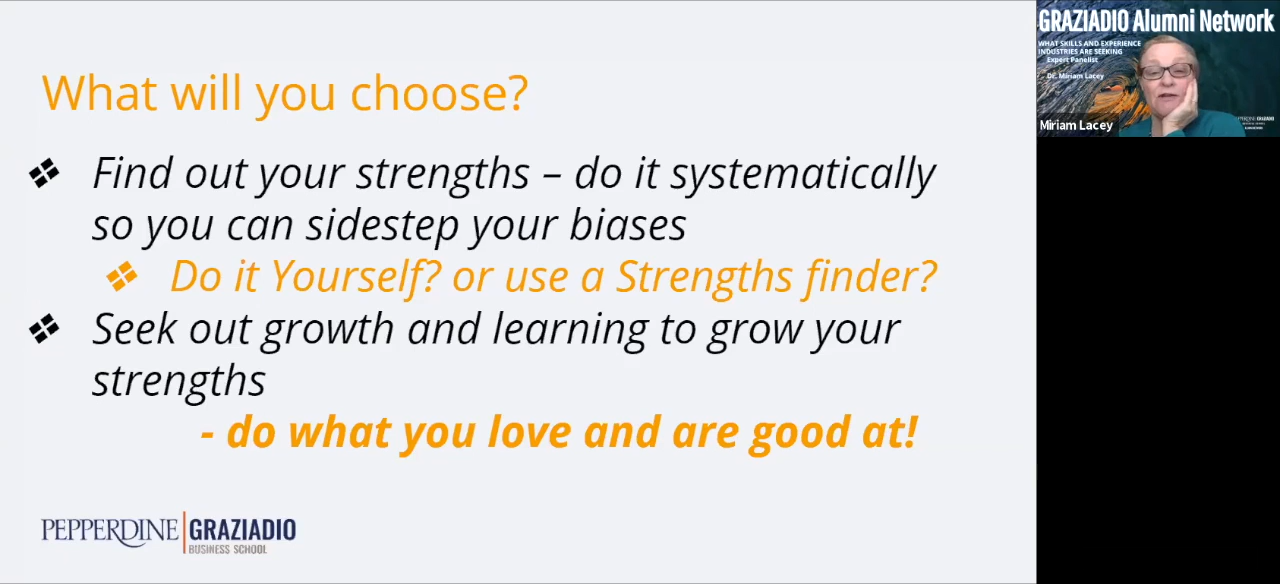 What will you choose?
Find out your strengths – do it systematically
so you can sidestep your biases
Do it Yourself? or use a Strengths finder?
Seek out growth and learning to grow your
strengths
- do what you love and are good at!
PEPPERDINE GRAZIADIO
BUSINESS SCHOOL
GRAZIADIO Alumni Network
WHAT SKILLS AND EXPERIENCE
INDUSTRIES ARE SEEKING
Expert Panelist
Dr. Miriam Lacey
Miriam Lacey